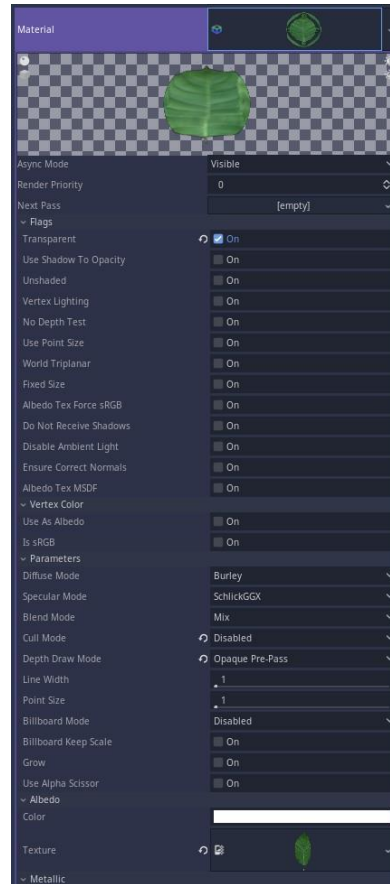 Material
Async Mode Visible
Render Priority 0
Next Pass [empty]
Flags
Transparent On
Use Shadow To Opacity On
Unshaded On
Vertex Lighting On
No Depth Test On
Use Point Size On
World Triplanar On
Fixed Size On
Albedo Tex Force sRGB On
Do Not Receive Shadows On
Disable Ambient Light On
Ensure Correct Normals On
Albedo Tex MSDF On
Vertex Color
Use As Albedo On
Is sRGB On
Parameters
Diffuse Mode Burley
Specular Mode SchlickGGX
Blend Mode Mix
Cull Mode Disabled
Depth Draw Mode Opaque Pre-Pass
Line Width 1
Point Size 1
Billboard Mode Disabled
Billboard Keep Scale On
Grow On
Use Alpha Scissor On
Albedo
Color
Texture
Metallic